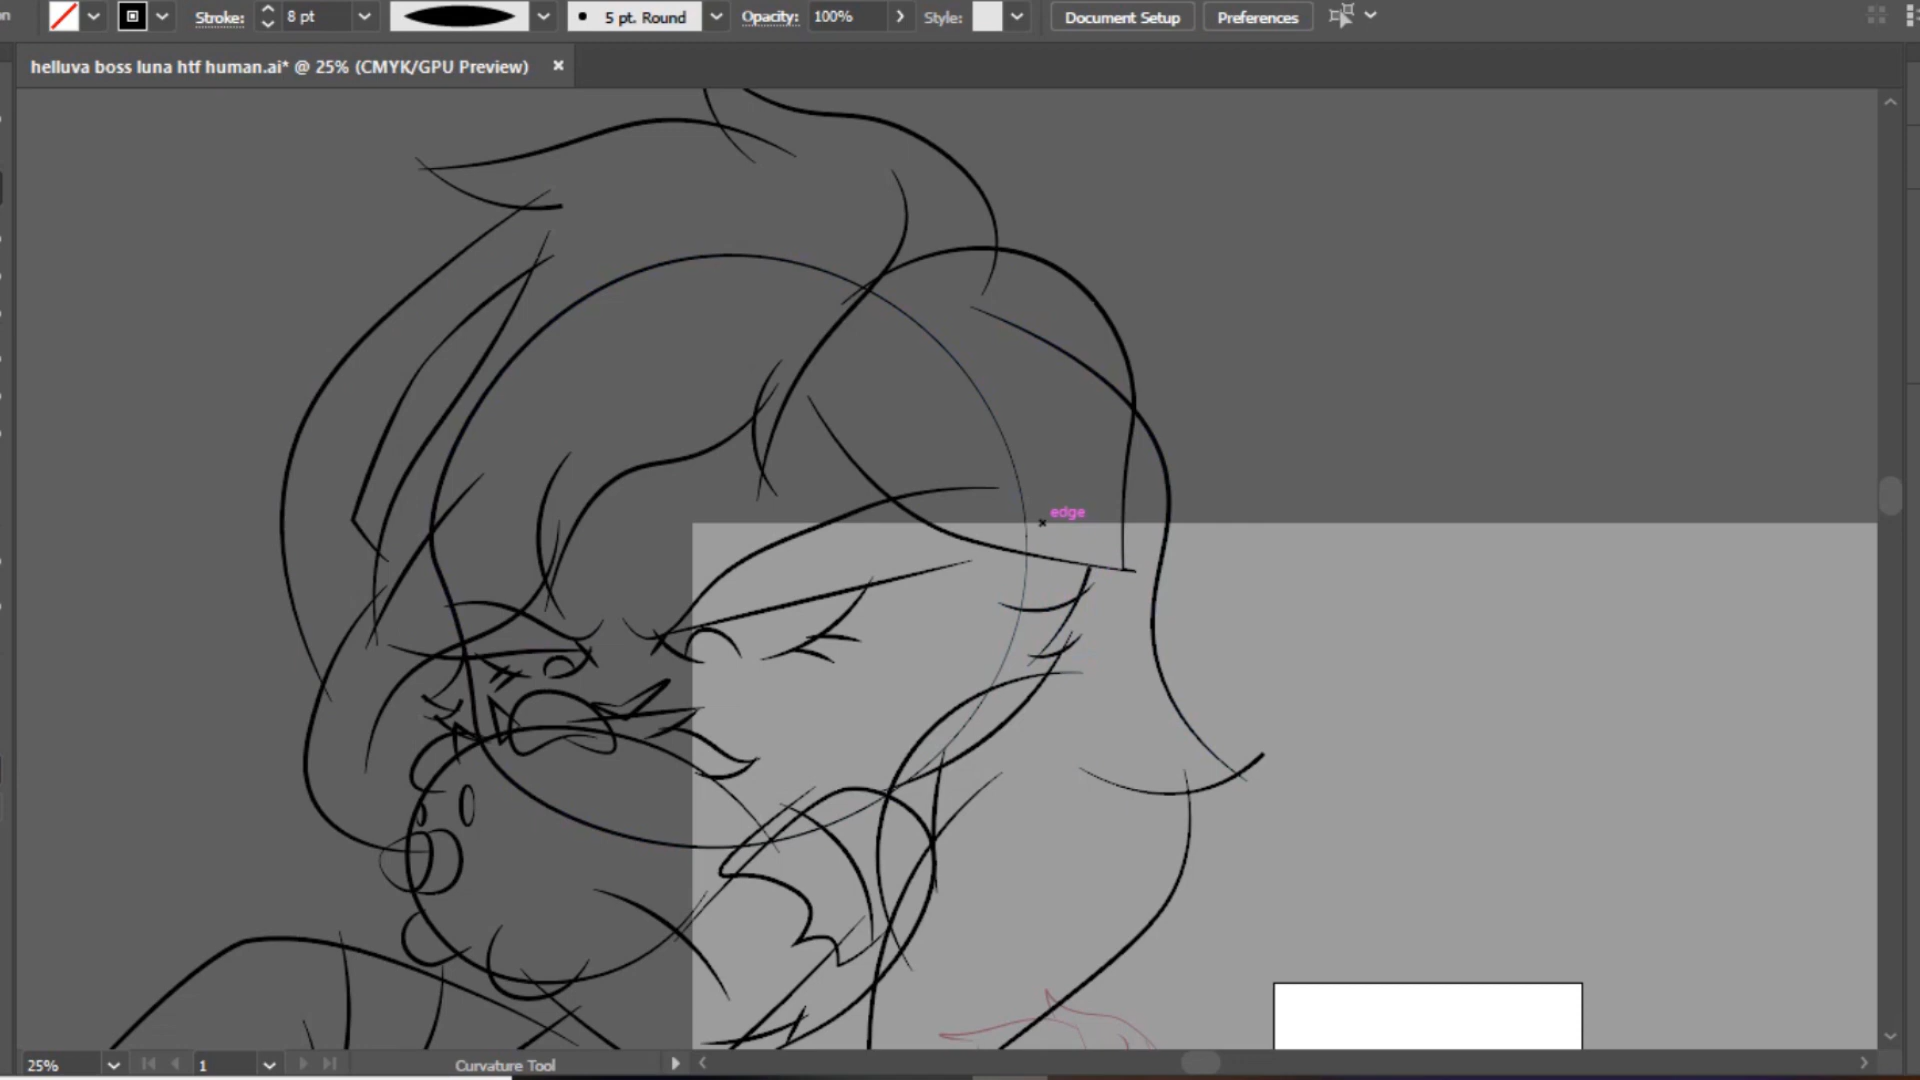 Stroke: 8 pt 5 pt. Round Opacity: 100% Style: Document Setup Preferences
helluva boss luna htf human.ai* @ 25% (CMYK/GPU Preview) ×
edge
25% 1 Curvature Tool